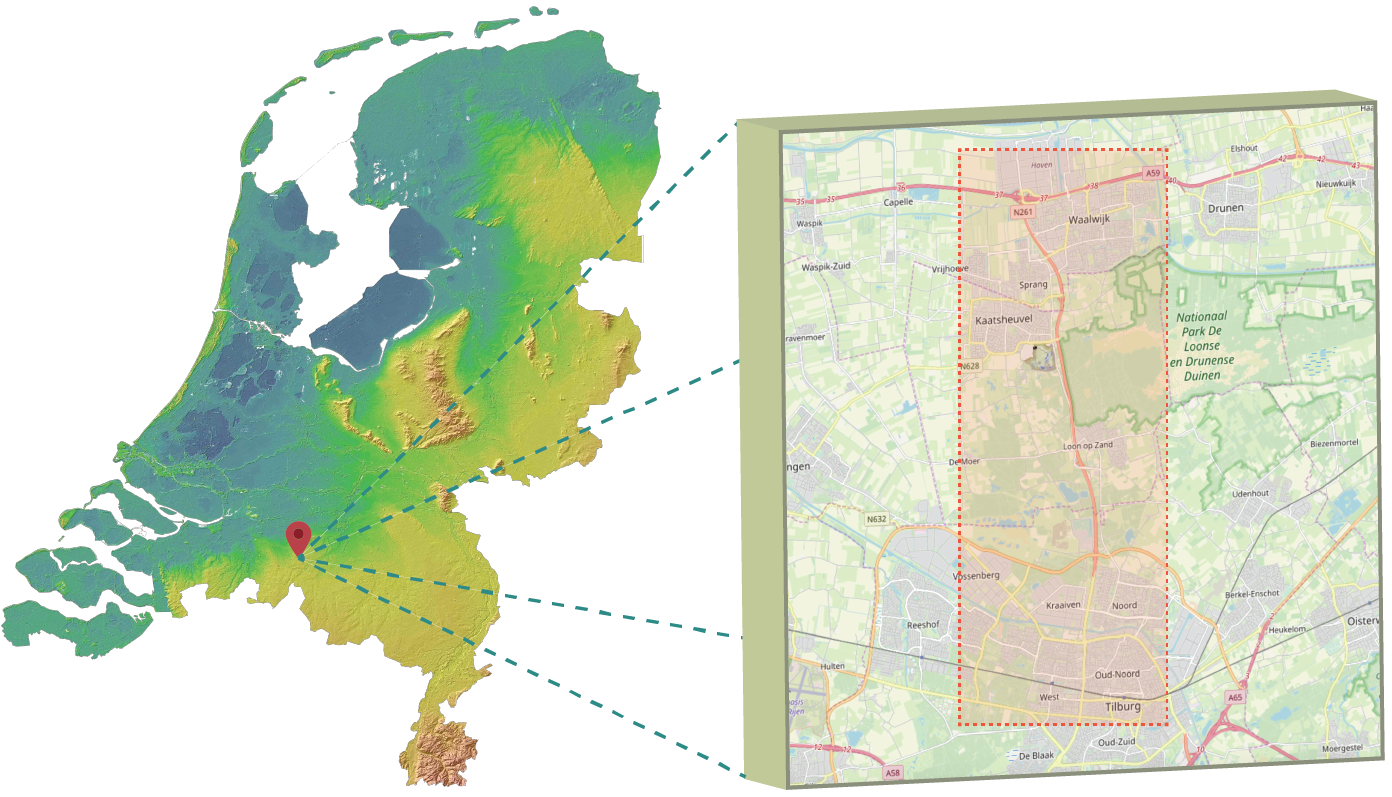 Haa
Elshout
Haven
42
42
43
A59
40
Nieuwkuijk
36
37
37
38
35
35
Capelle
N261
Drunen
Waalwijk
Waspik
Waspik-Zuid
Vrijhoeve
Sprang
Kaatsheuvel
Nationaal
Park De
Loonse
en Drunense
Duinen
ravenmoer
N628
Loon op Zand
Biezenmortel
De Moer
ngen
Udenhout
N632
Vossenberg
Kraaiven
Noord
Berkel-Enschot
Reeshof
Heukelom
Oisterw
Hulten
Oud-Noord
West
Tilburg
A65
Oud-Zuid
De Blaak
Moergestel
12
12
10
A58